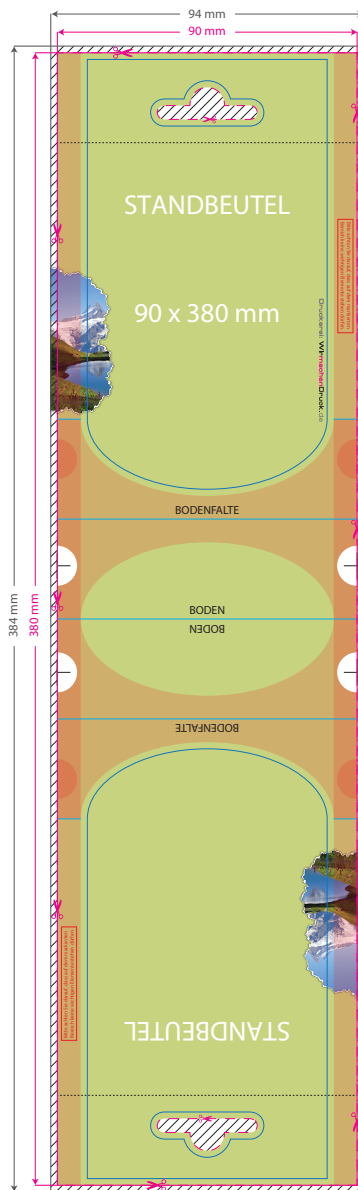 94 mm
90 mm
384 mm
380 mm
STANDBEUTEL
90 x 380 mm
Druckerei: WIRmachenDruck.de
BODENFALTE
BODEN
BODEN
BODENFALTE
STANDBEUTEL